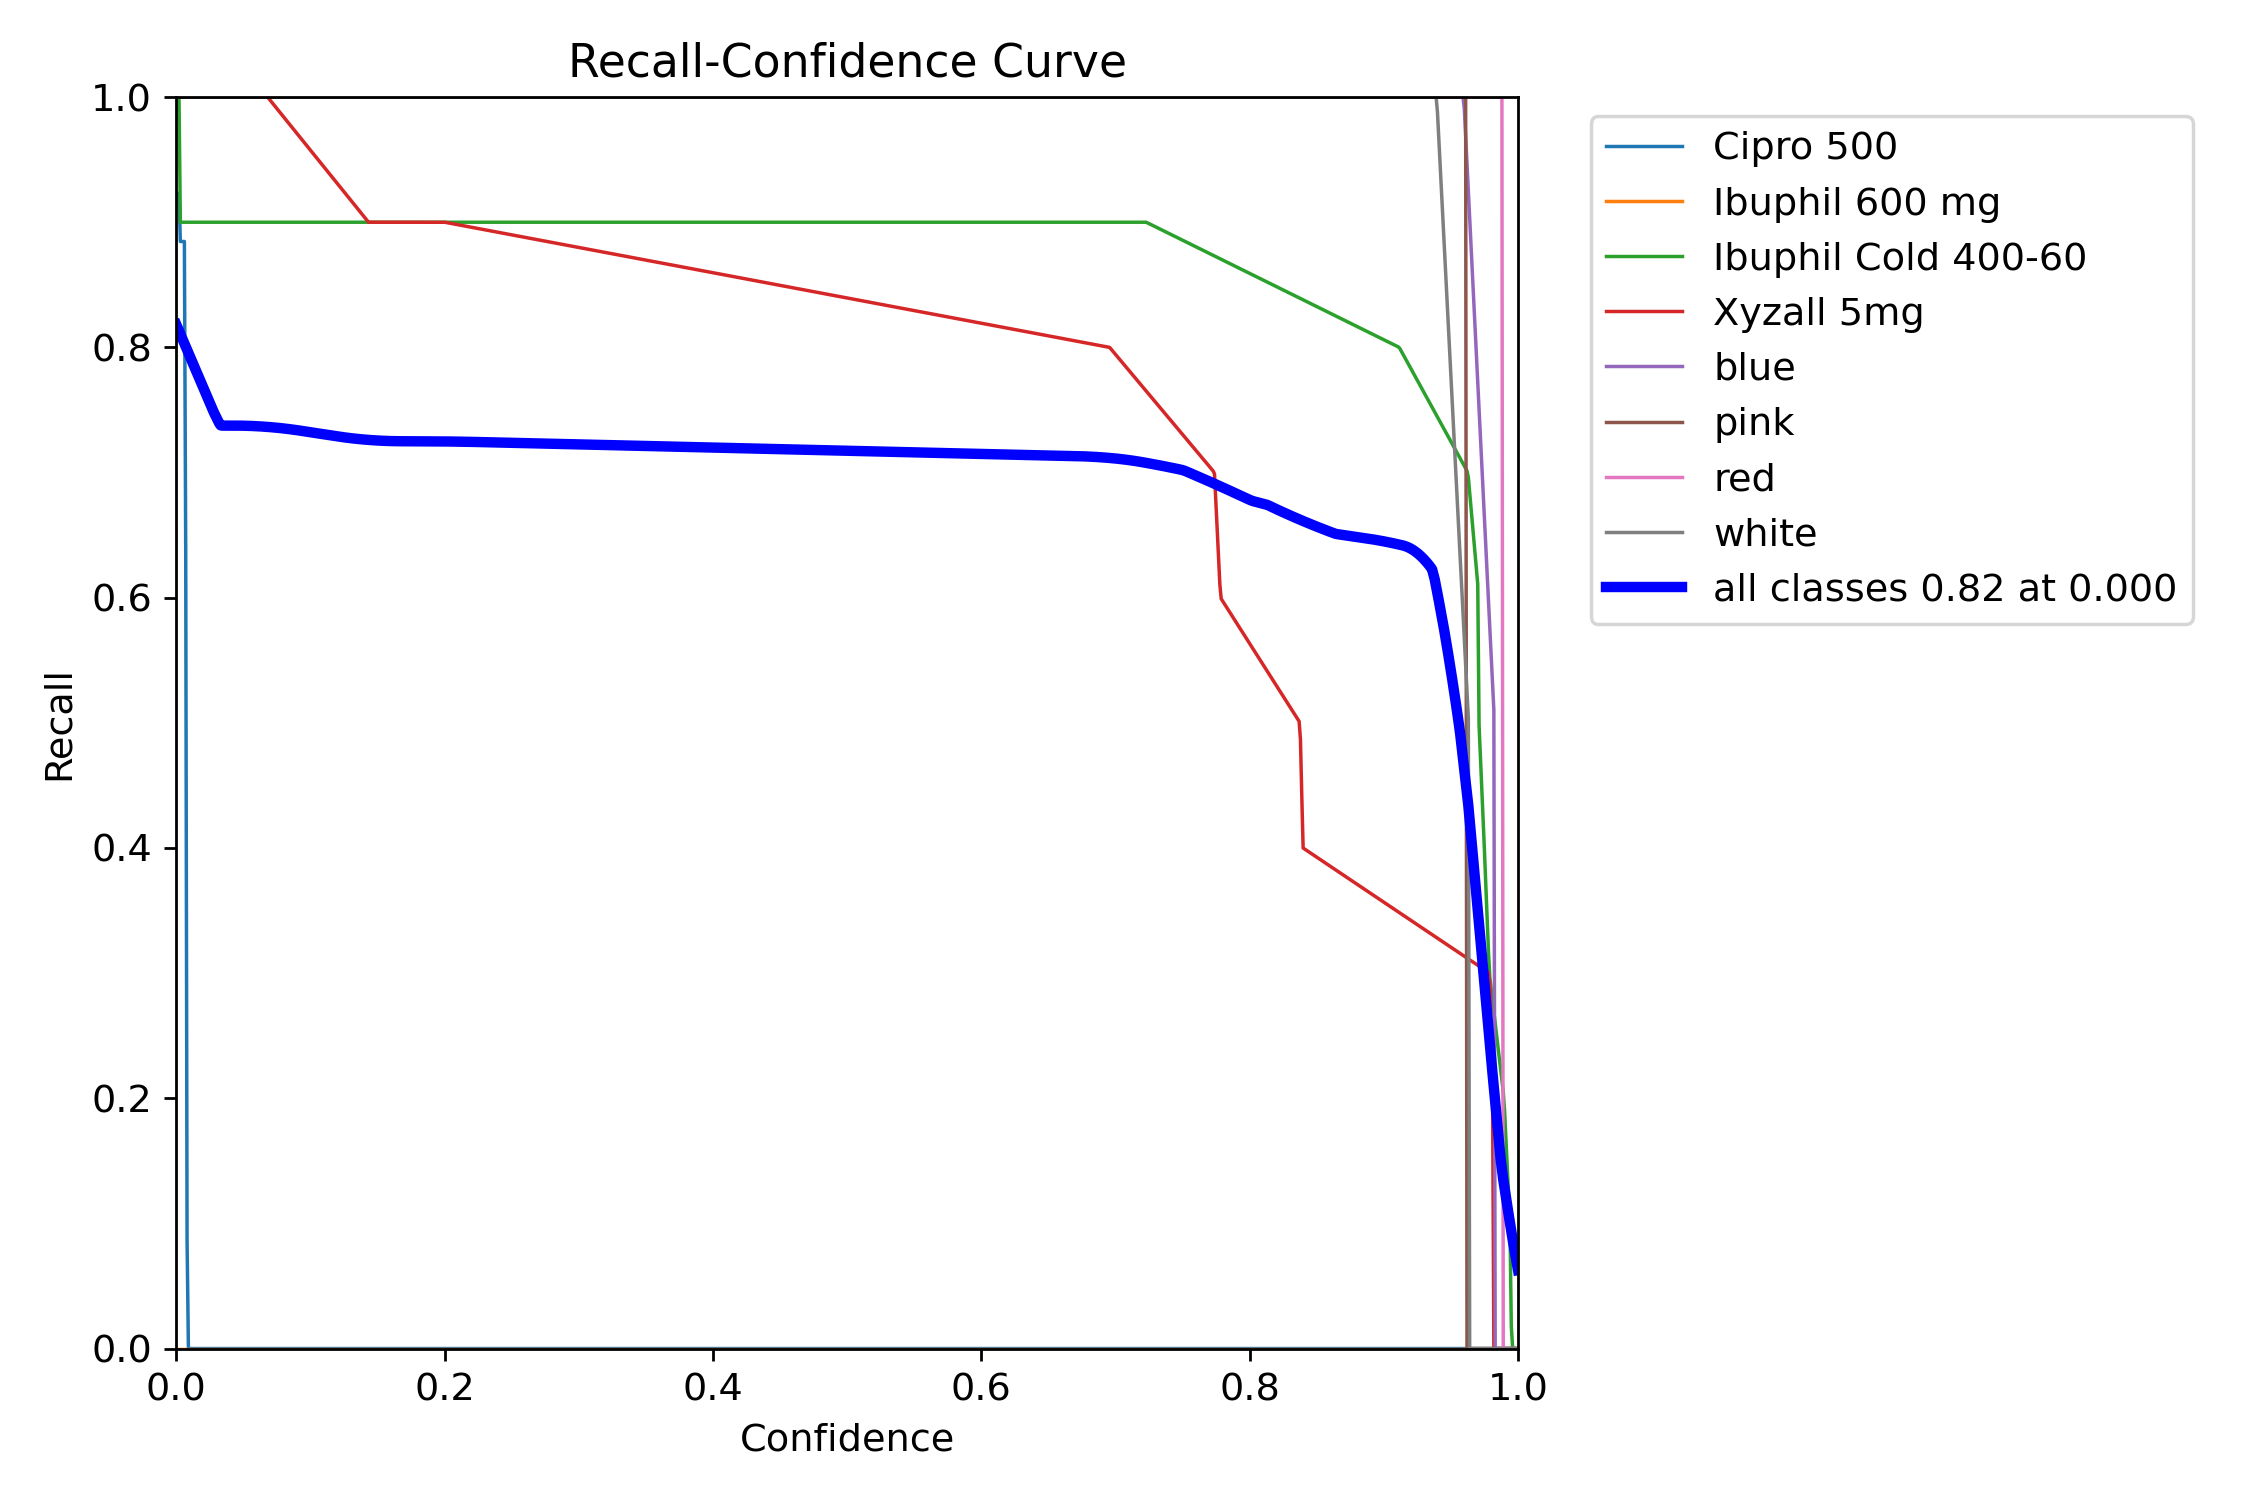 Recall-Confidence Curve
1.0
0.8
0.6
0.4
0.2
0.0
Recall
0.0 0.2 0.4 0.6 0.8 1.0
Confidence
Cipro 500
Ibuphil 600 mg
Ibuphil Cold 400-60
Xyzall 5mg
blue
pink
red
white
all classes 0.82 at 0.000